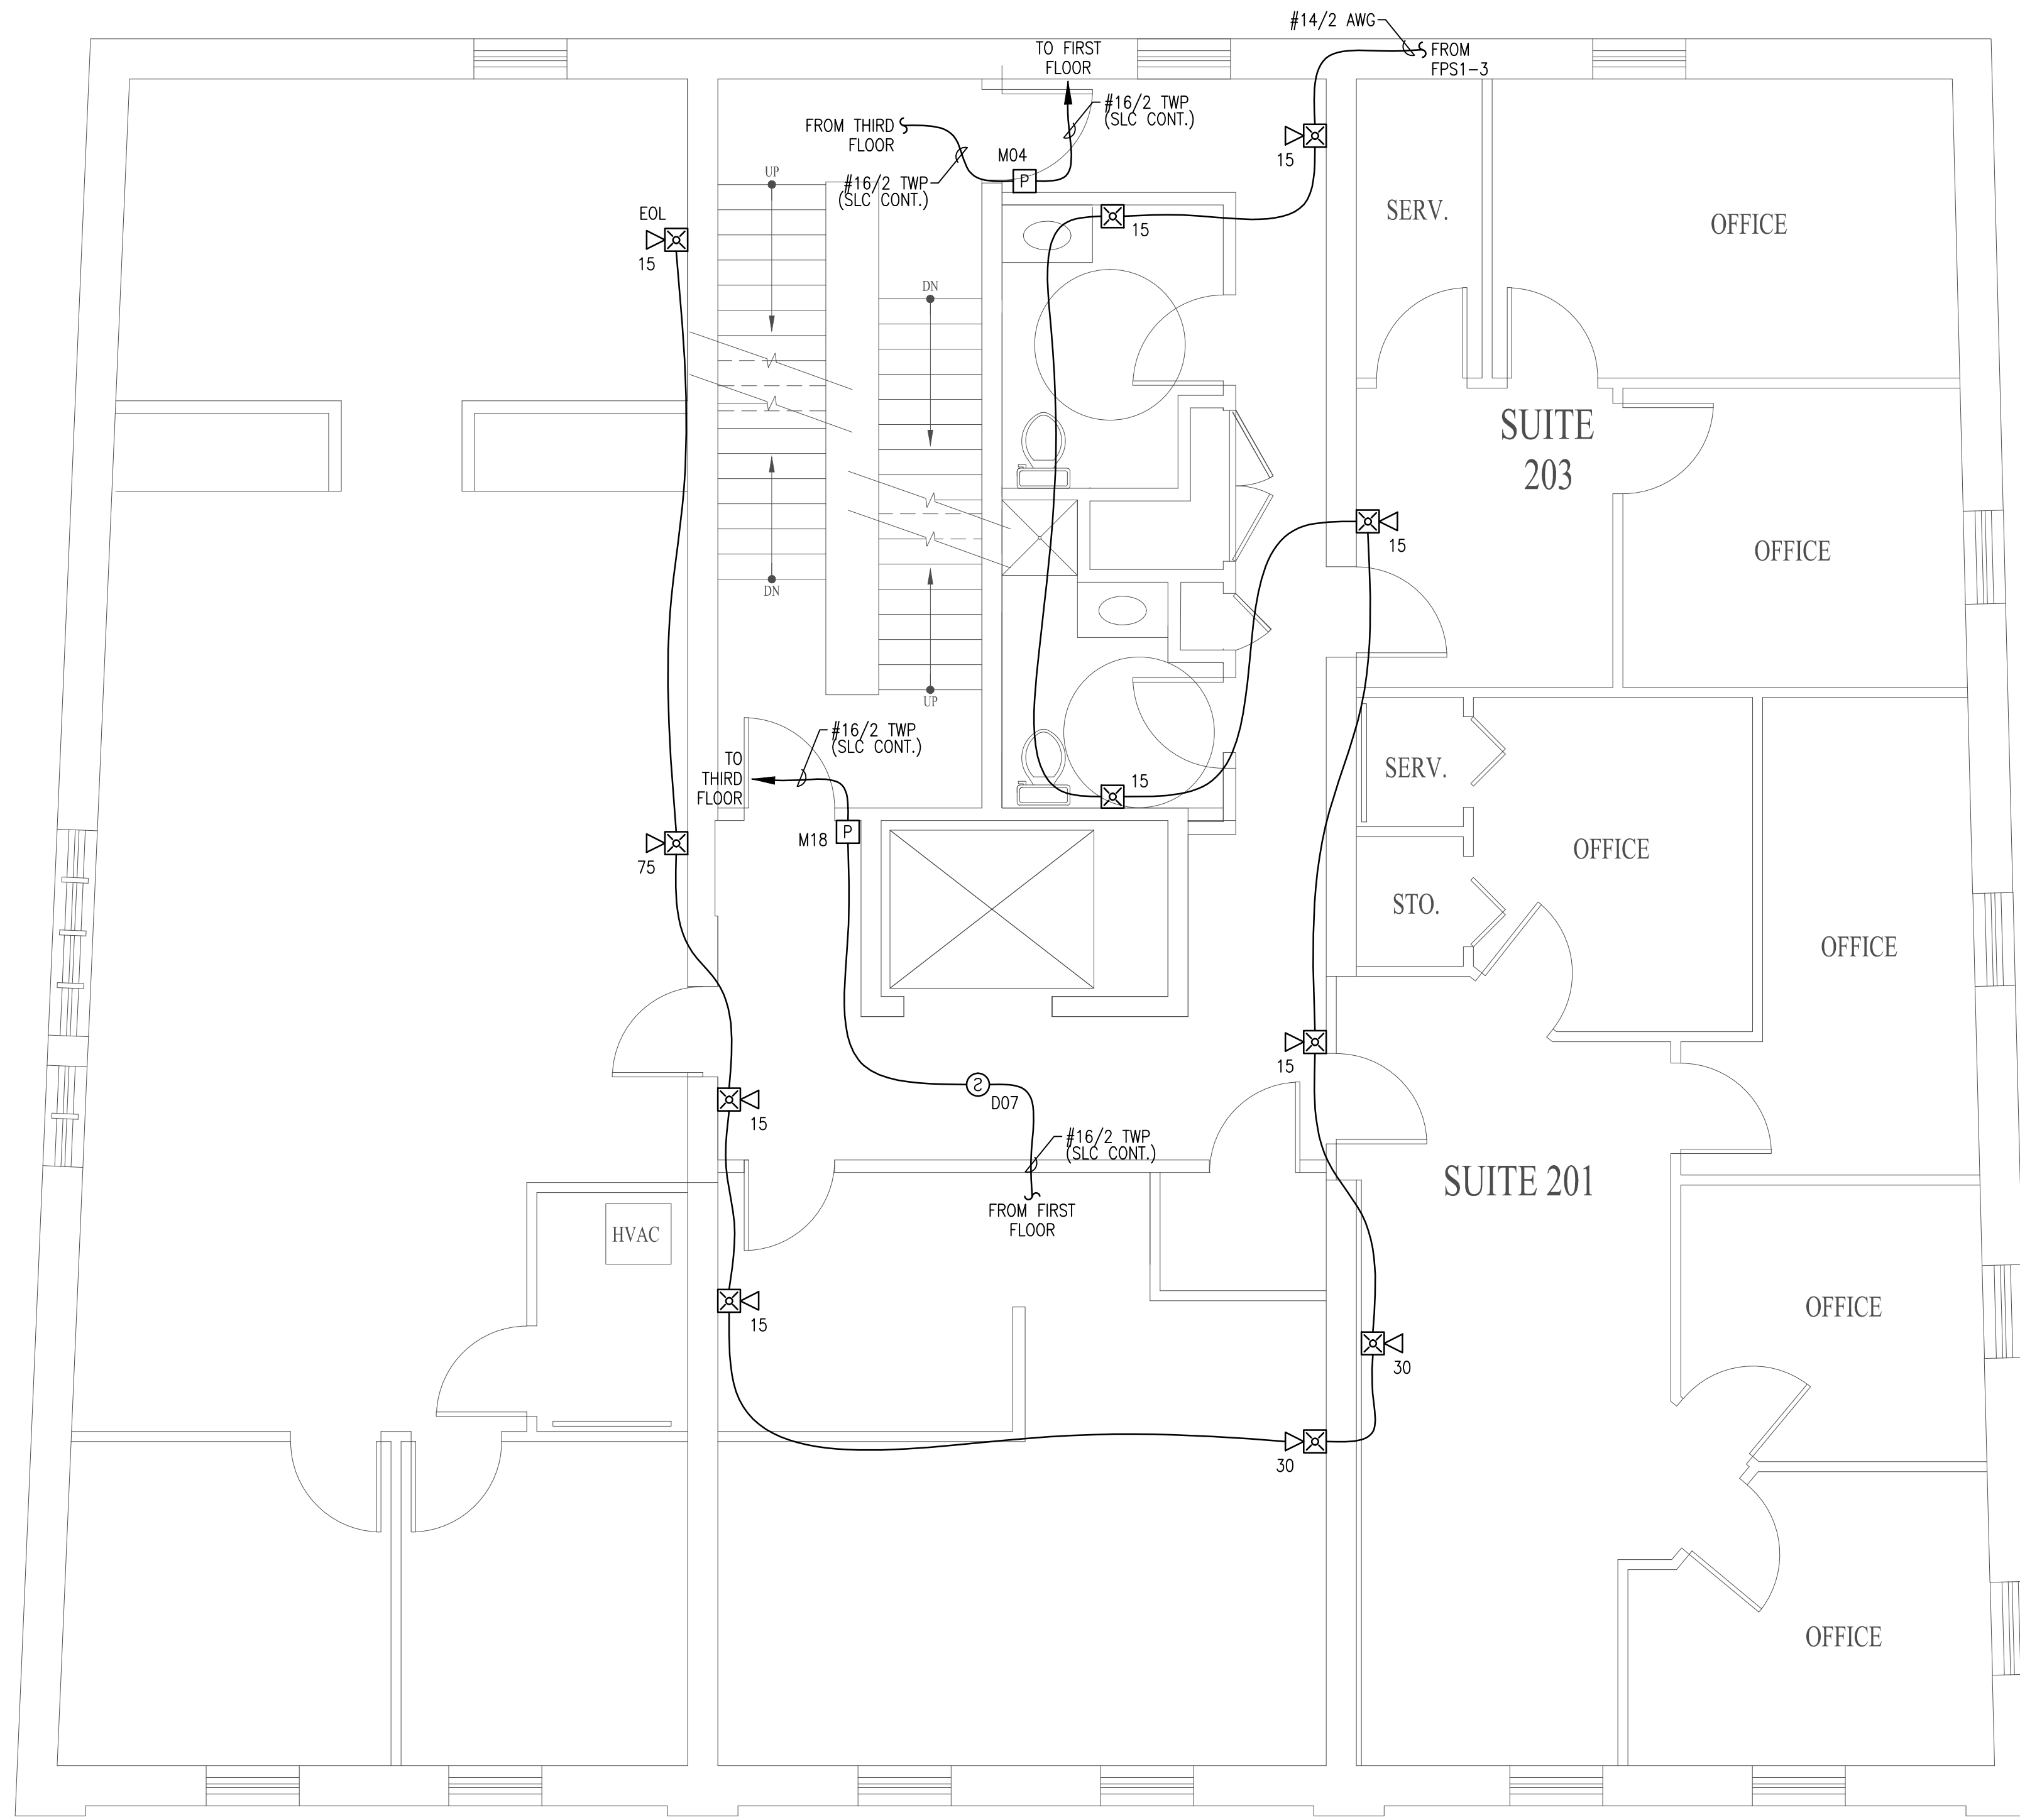 #14/2 AWG
FROM
FPS1-3
TO FIRST
FLOOR
#16/2 TWP
(SLC CONT.)
FROM THIRD
FLOOR
M04
P
#16/2 TWP
(SLC CONT.)
15
UP
EOL
15
15
SERV.
OFFICE
DN
SUITE
203
15
OFFICE
DN
UP
#16/2 TWP
(SLC CONT.)
TO
THIRD
FLOOR
15
SERV.
M18
P
75
OFFICE
STO.
OFFICE
15
S
D07
15
#16/2 TWP
(SLC CONT.)
SUITE 201
FROM FIRST
FLOOR
HVAC
15
OFFICE
30
30
OFFICE